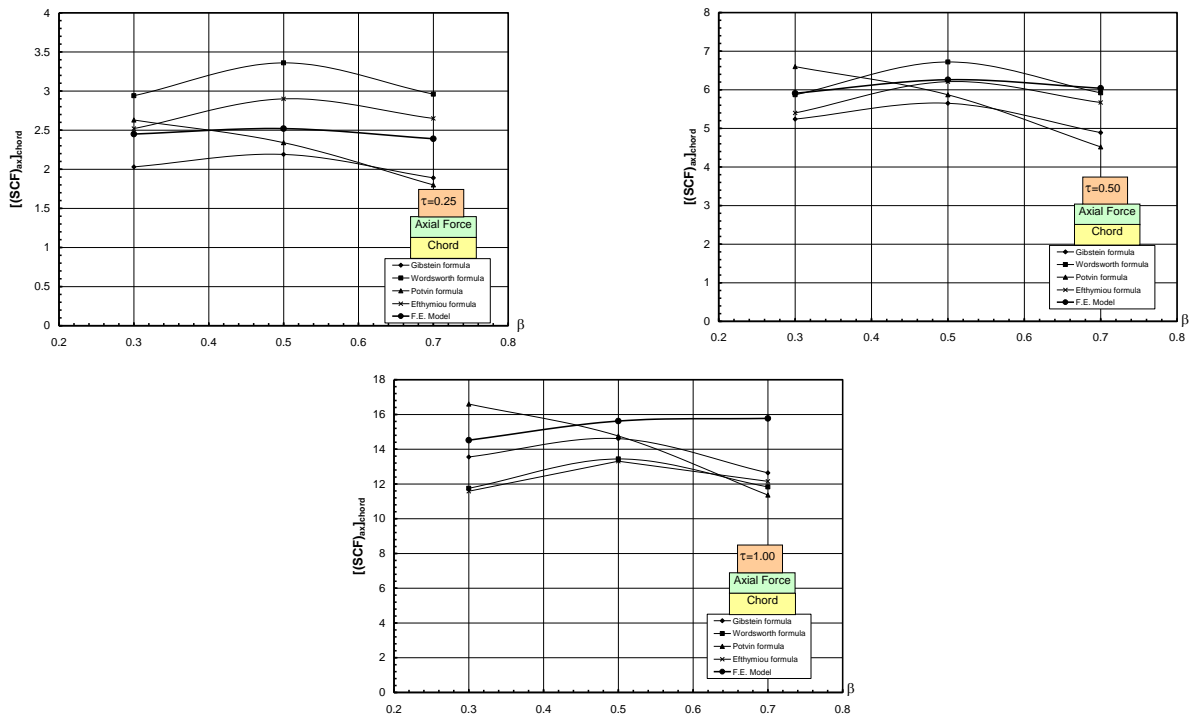 4
3.5
3
2.5
2
1.5
1
0.5
0
[(SCF)ax]chord
0.2 0.3 0.4 0.5 0.6 0.7 0.8
β
τ=0.25
Axial Force
Chord
Gibstein formula
Wordsworth formula
Potvin formula
Efthymiou formula
F.E. Model
8
7
6
5
4
3
2
1
0
[(SCF)ax]chord
0.2 0.3 0.4 0.5 0.6 0.7 0.8
β
τ=0.50
Axial Force
Chord
Gibstein formula
Wordsworth formula
Potvin formula
Efthymiou formula
F.E. Model
18
16
14
12
10
8
6
4
2
0
[(SCF)ax]chord
0.2 0.3 0.4 0.5 0.6 0.7 0.8
β
τ=1.00
Axial Force
Chord
Gibstein formula
Wordsworth formula
Potvin formula
Efthymiou formula
F.E. Model